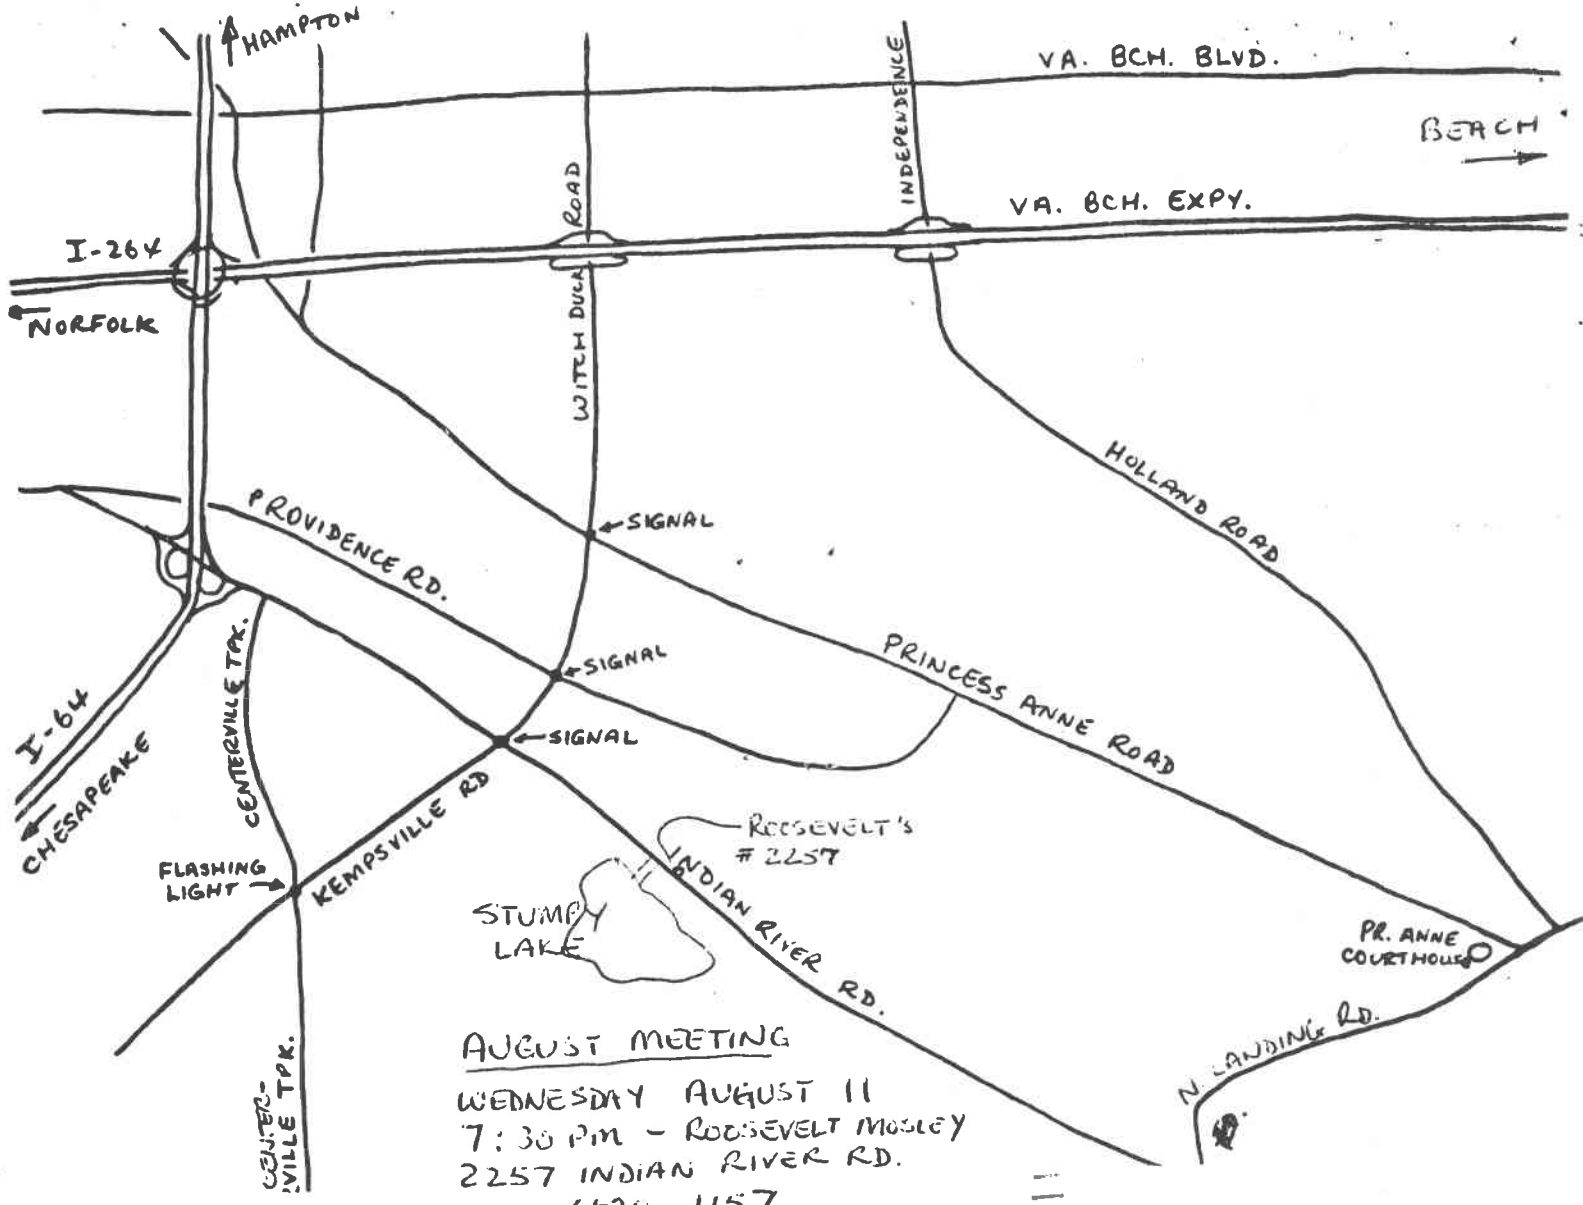 HAMPTON
VA. BCH. BLVD.
INDEPENDENCE
BEACH
WITCH DUCK ROAD
VA. BCH. EXPY.
I-264
NORFOLK
HOLLAND ROAD
PROVIDENCE RD.
SIGNAL
PRINCESS ANNE ROAD
SIGNAL
SIGNAL
CENTERVILLE TPK.
I-64
CHESAPEAKE
KEMPSVILLE RD
FLASHING
LIGHT
ROOSEVELT'S
# 2257
INDIAN RIVER RD.
STUMP
LAKE
PR. ANNE
COURTHOUSE
N. LANDING RD.
CENTER-
VILLE TPK.
AUGUST MEETING
WEDNESDAY AUGUST 11
7:30 PM - ROOSEVELT MOSLEY
2257 INDIAN RIVER RD.
1157